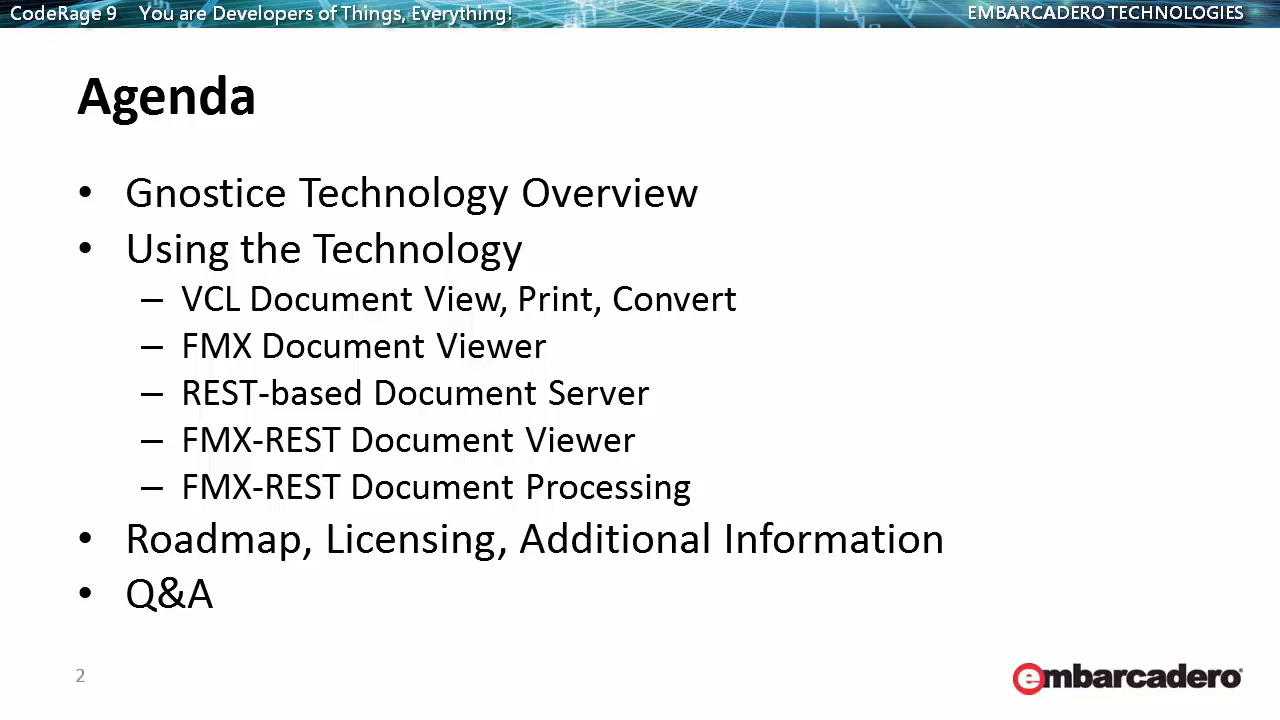 CodeRage 9 You are Developers of Things, Everything!
EMBARCADERO TECHNOLOGIES
Agenda
• Gnostice Technology Overview
• Using the Technology
– VCL Document View, Print, Convert
– FMX Document Viewer
– REST-based Document Server
– FMX-REST Document Viewer
– FMX-REST Document Processing
• Roadmap, Licensing, Additional Information
• Q&A
2
embarcadero